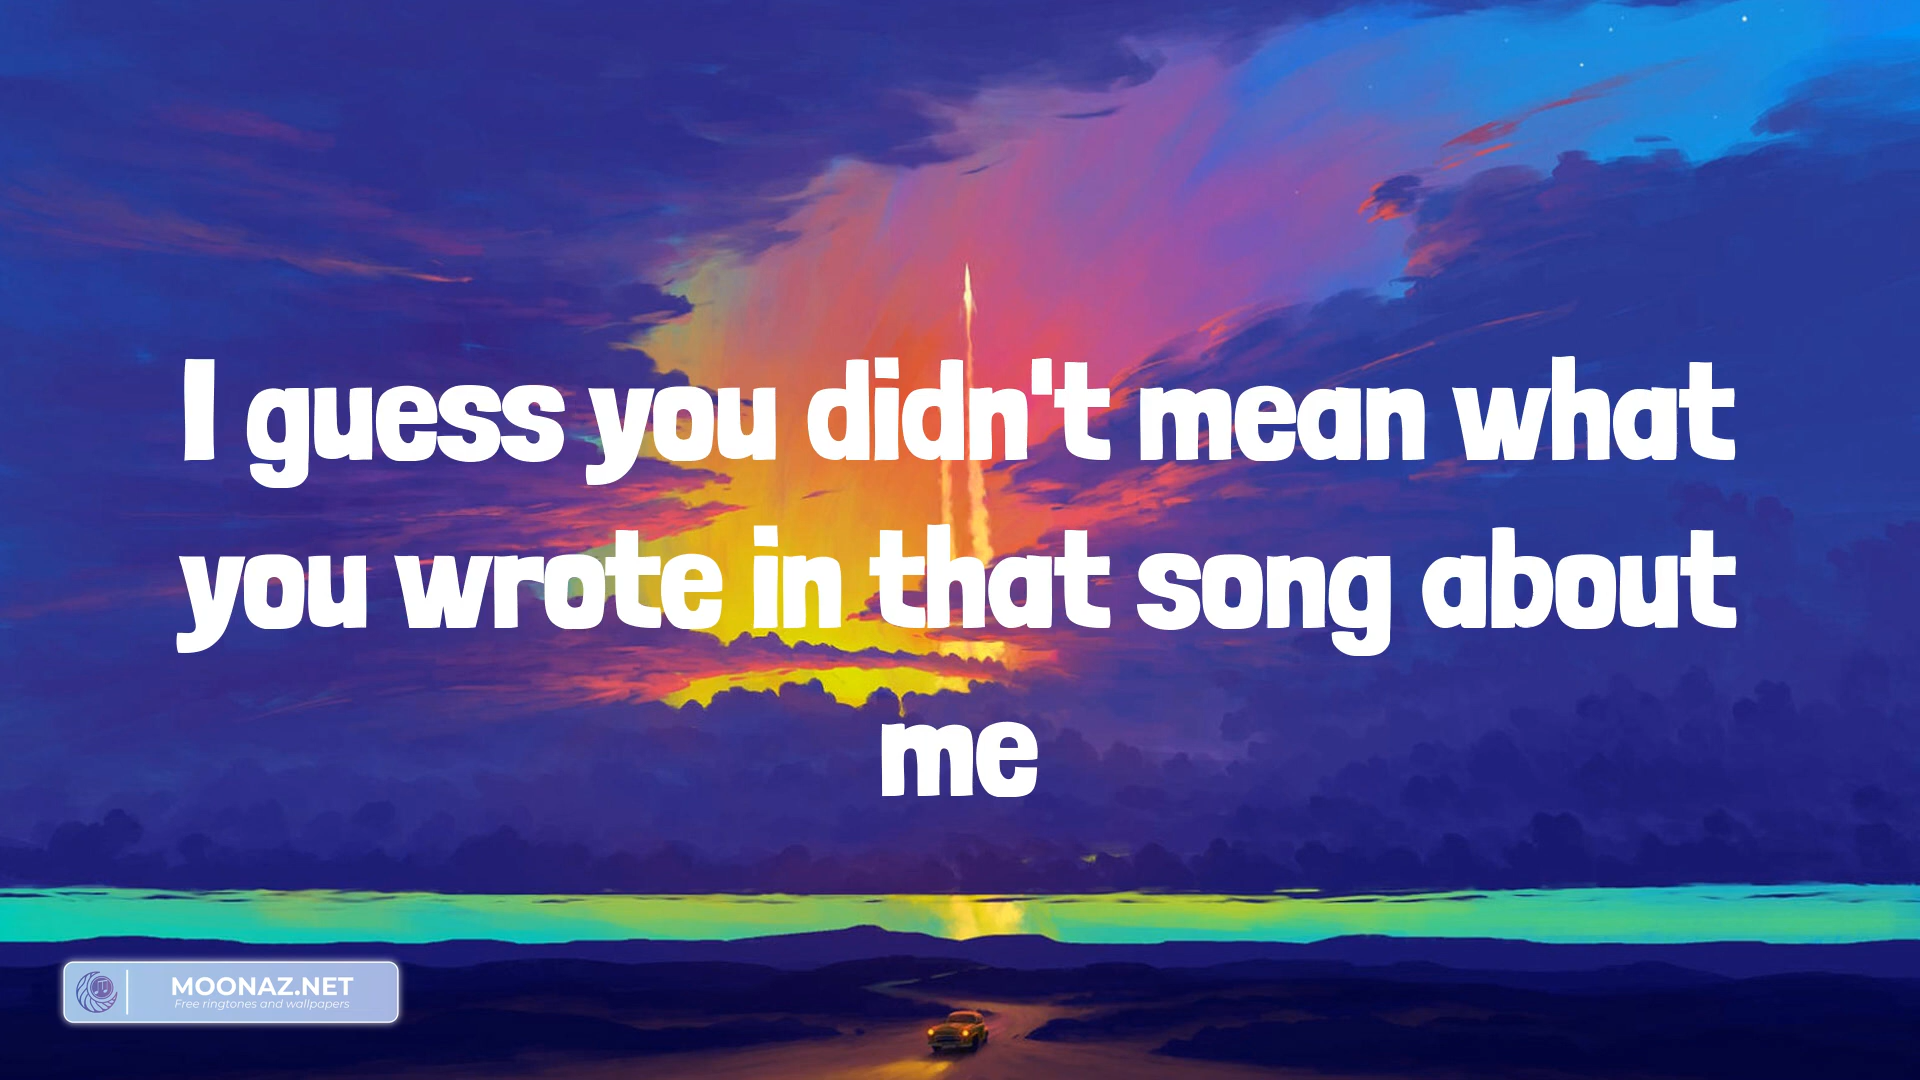 I guess you didn't mean what
you wrote in that song about
me
MOONAZ.NET
Free ringtones and wallpapers